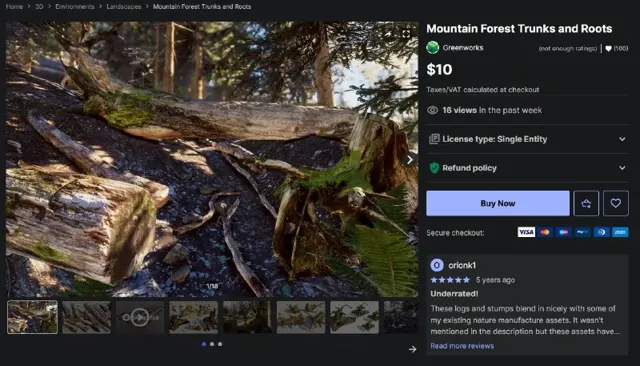 Home > 3D > Environments > Landscapes > Mountain Forest Trunks and Roots
Mountain Forest Trunks and Roots
Greenworks
(not enough ratings) | (100)
$10
Taxes/VAT calculated at checkout
16 views in the past week
License type: Single Entity
Refund policy
Buy Now
Secure checkout:
VISA
1/18
O
orionk1
5 years ago
Underrated!
These logs and stumps blend in nicely with some of
my existing nature manufacture assets. It wasn't
mentioned in the description but these assets have...
Read more reviews